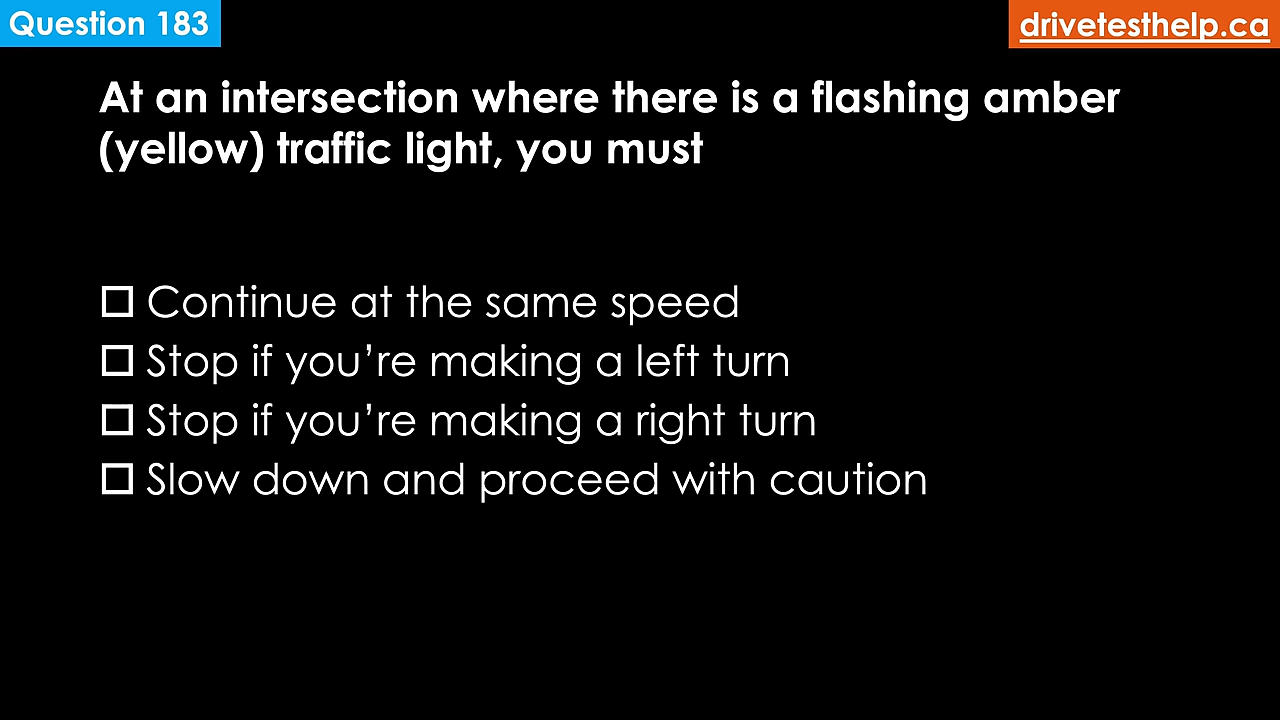 Question 183
drivetesthelp.ca
At an intersection where there is a flashing amber
(yellow) traffic light, you must
Continue at the same speed
Stop if you’re making a left turn
Stop if you’re making a right turn
Slow down and proceed with caution